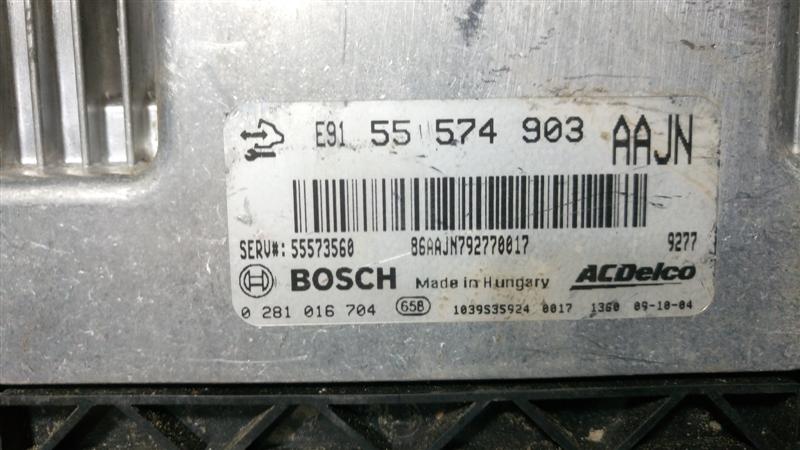 E91 55 574 903 AAJN
SERV#: 55573560 86AAJN792770017 9277
BOSCH Made in Hungary ACDelco
0 281 016 704 65B 1039S35924 0017 1360 09-10-04